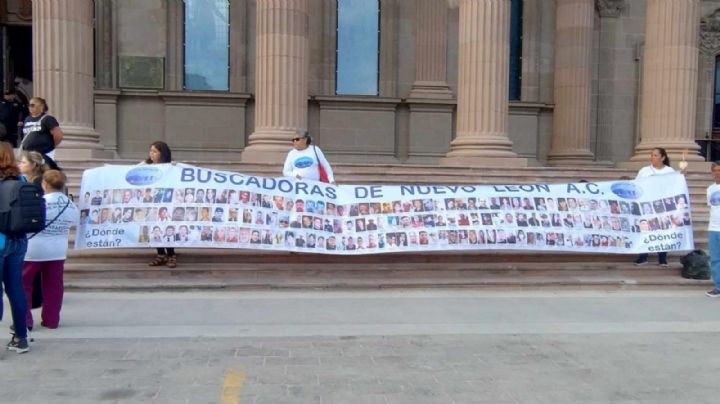 BUSCADORAS DE NUEVO LEON A.C.
¿Dónde están?
¿Dónde están?